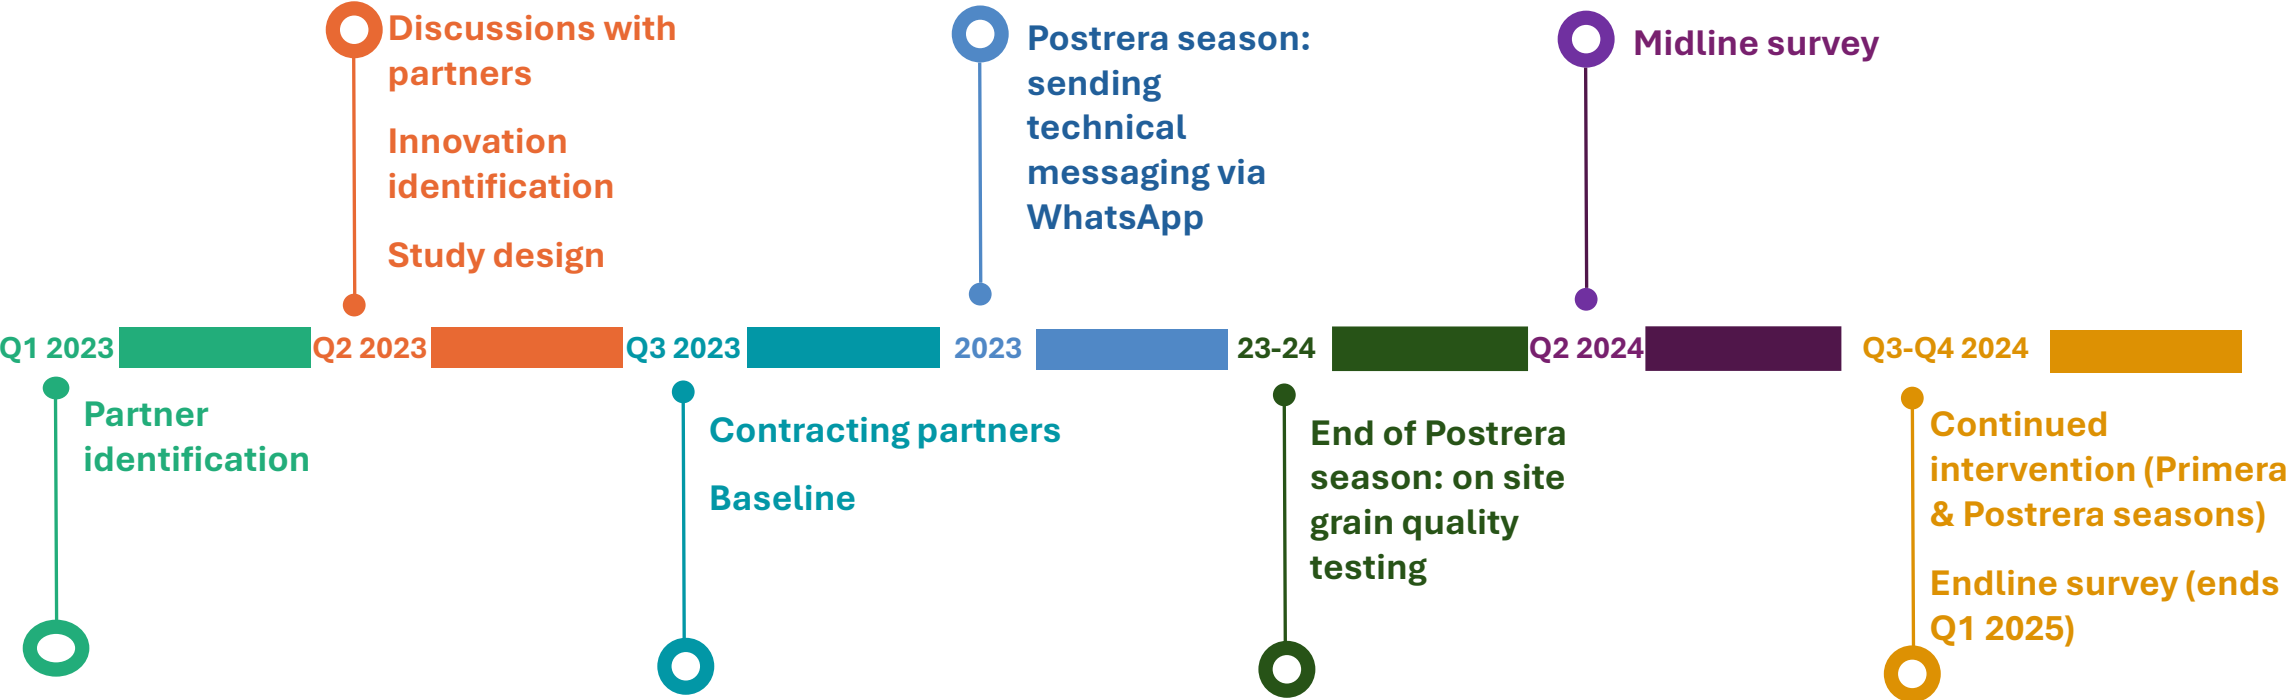 Discussions with
partners
Innovation
identification
Study design
Postrera season:
sending
technical
messaging via
WhatsApp
Midline survey
Q1 2023
Q2 2023
Q3 2023
2023
23-24
Q2 2024
Q3-Q4 2024
Partner
identification
Contracting partners
Baseline
End of Postrera
season: on site
grain quality
testing
Continued
intervention (Primera
& Postrera seasons)
Endline survey (ends
Q1 2025)